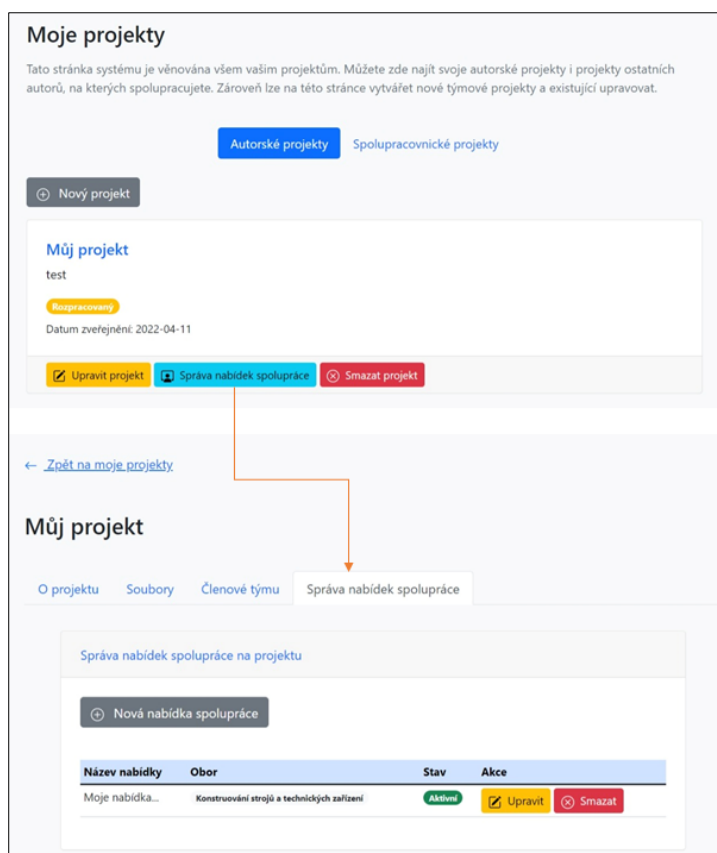 Moje projekty
Tato stránka systému je věnována všem vašim projektům. Můžete zde najít svoje autorské projekty i projekty ostatních
autorů, na kterých spolupracujete. Zároveň lze na této stránce vytvářet nové týmové projekty a existující upravovat.
Autorské projekty Spolupracovnické projekty
Nový projekt
Můj projekt
test
Rozpracovaný
Datum zveřejnění: 2022-04-11
Upravit projekt Správa nabídek spolupráce Smazat projekt
← Zpět na moje projekty
Můj projekt
O projektu Soubory Členové týmu Správa nabídek spolupráce
Správa nabídek spolupráce na projektu
Nová nabídka spolupráce
Název nabídky Obor Stav Akce
Moje nabídka... Konstruování strojů a technických zařízení Aktivní Upravit Smazat